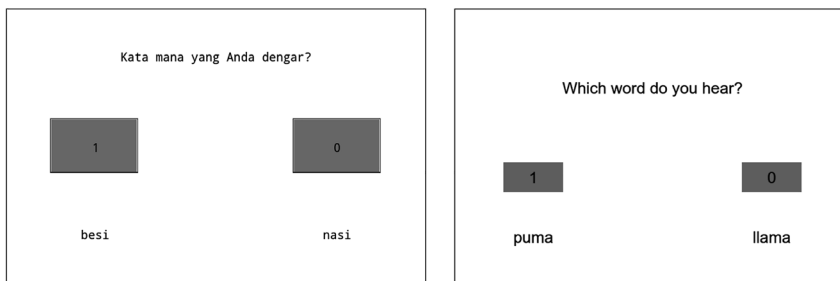 Kata mana yang Anda dengar?
1 0
besi nasi
Which word do you hear?
1 0
puma llama